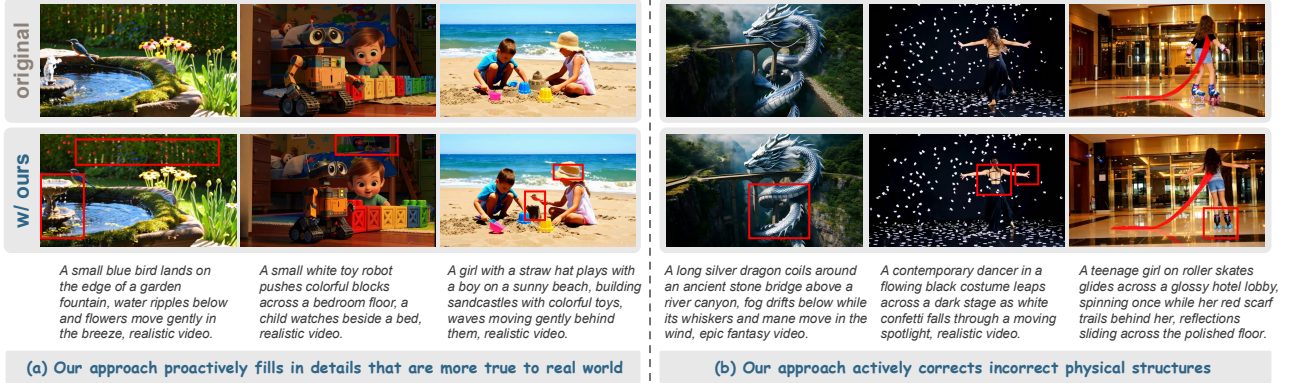 original
w/ ours
A small blue bird lands on
the edge of a garden
fountain, water ripples below
and flowers move gently in
the breeze, realistic video.
A small white toy robot
pushes colorful blocks
across a bedroom floor, a
child watches beside a bed,
realistic video.
A girl with a straw hat plays with
a boy on a sunny beach, building
sandcastles with colorful toys,
waves moving gently behind
them, realistic video.
A long silver dragon coils around
an ancient stone bridge above a
river canyon, fog drifts below while
its whiskers and mane move in the
wind, epic fantasy video.
A contemporary dancer in a
flowing black costume leaps
across a dark stage as white
confetti falls through a moving
spotlight, realistic video.
A teenage girl on roller skates
glides across a glossy hotel lobby,
spinning once while her red scarf
trails behind her, reflections
sliding across the polished floor.
(a) Our approach proactively fills in details that are more true to real world
(b) Our approach actively corrects incorrect physical structures